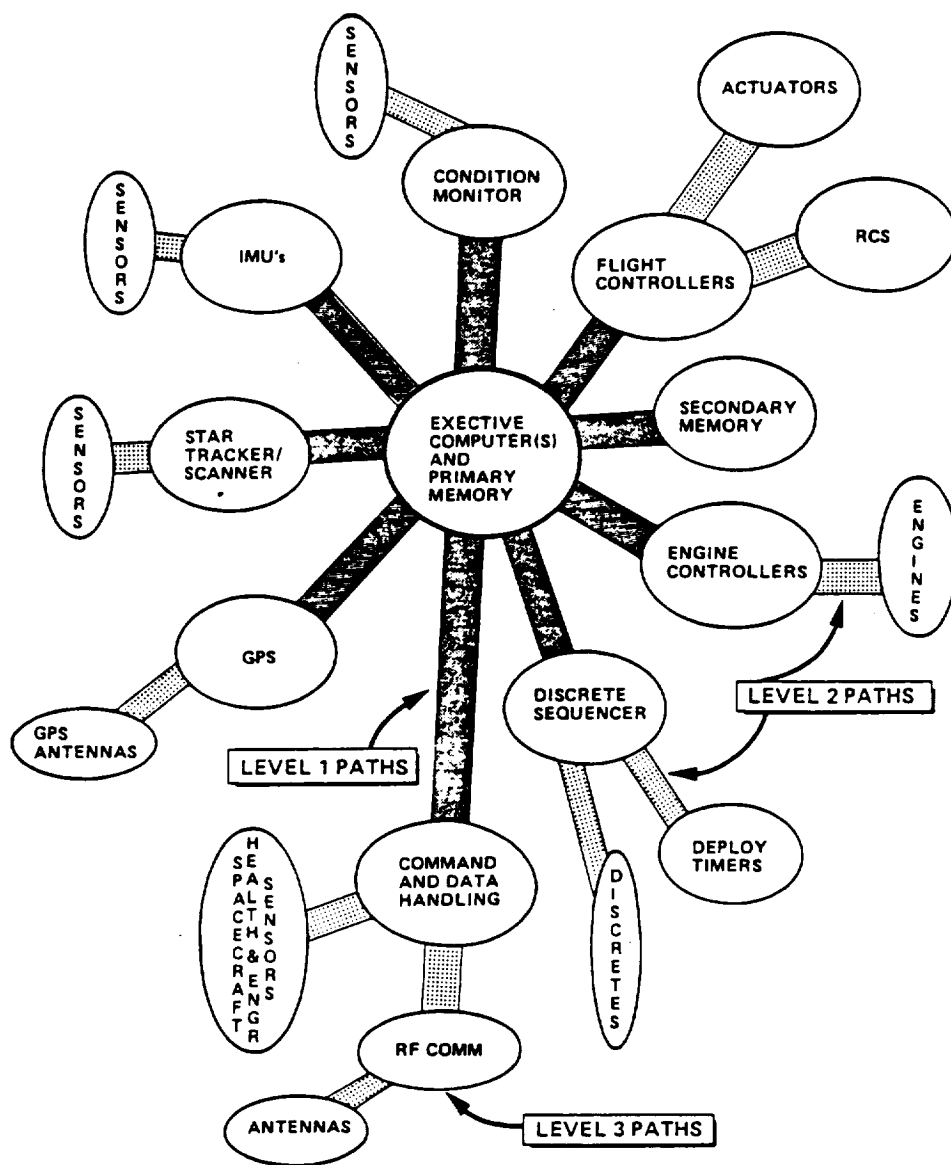 SENSORS
ACTUATORS
CONDITION
MONITOR
SENSORS
IMU's
RCS
FLIGHT
CONTROLLERS
SENSORS
STAR
TRACKER/
SCANNER
EXECTIVE
COMPUTER(S)
AND
PRIMARY
MEMORY
SECONDARY
MEMORY
ENGINE
CONTROLLERS
ENGINES
GPS
GPS
ANTENNAS
LEVEL 1 PATHS
DISCRETE
SEQUENCER
LEVEL 2 PATHS
SPACECRAFT
HEALTH & ENGR
SENSORS
COMMAND
AND DATA
HANDLING
DISCRETES
DEPLOY
TIMERS
RF COMM
ANTENNAS
LEVEL 3 PATHS